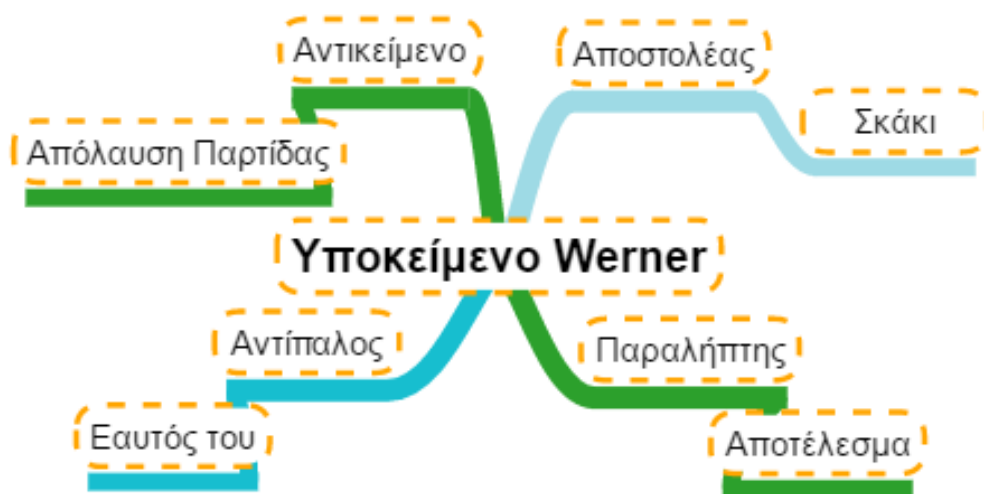 Αντικείμενο
Αποστολέας
Σκάκι
Απόλαυση Παρτίδας
Υποκείμενο Werner
Αντίπαλος
Παραλήπτης
Εαυτός του
Αποτέλεσμα